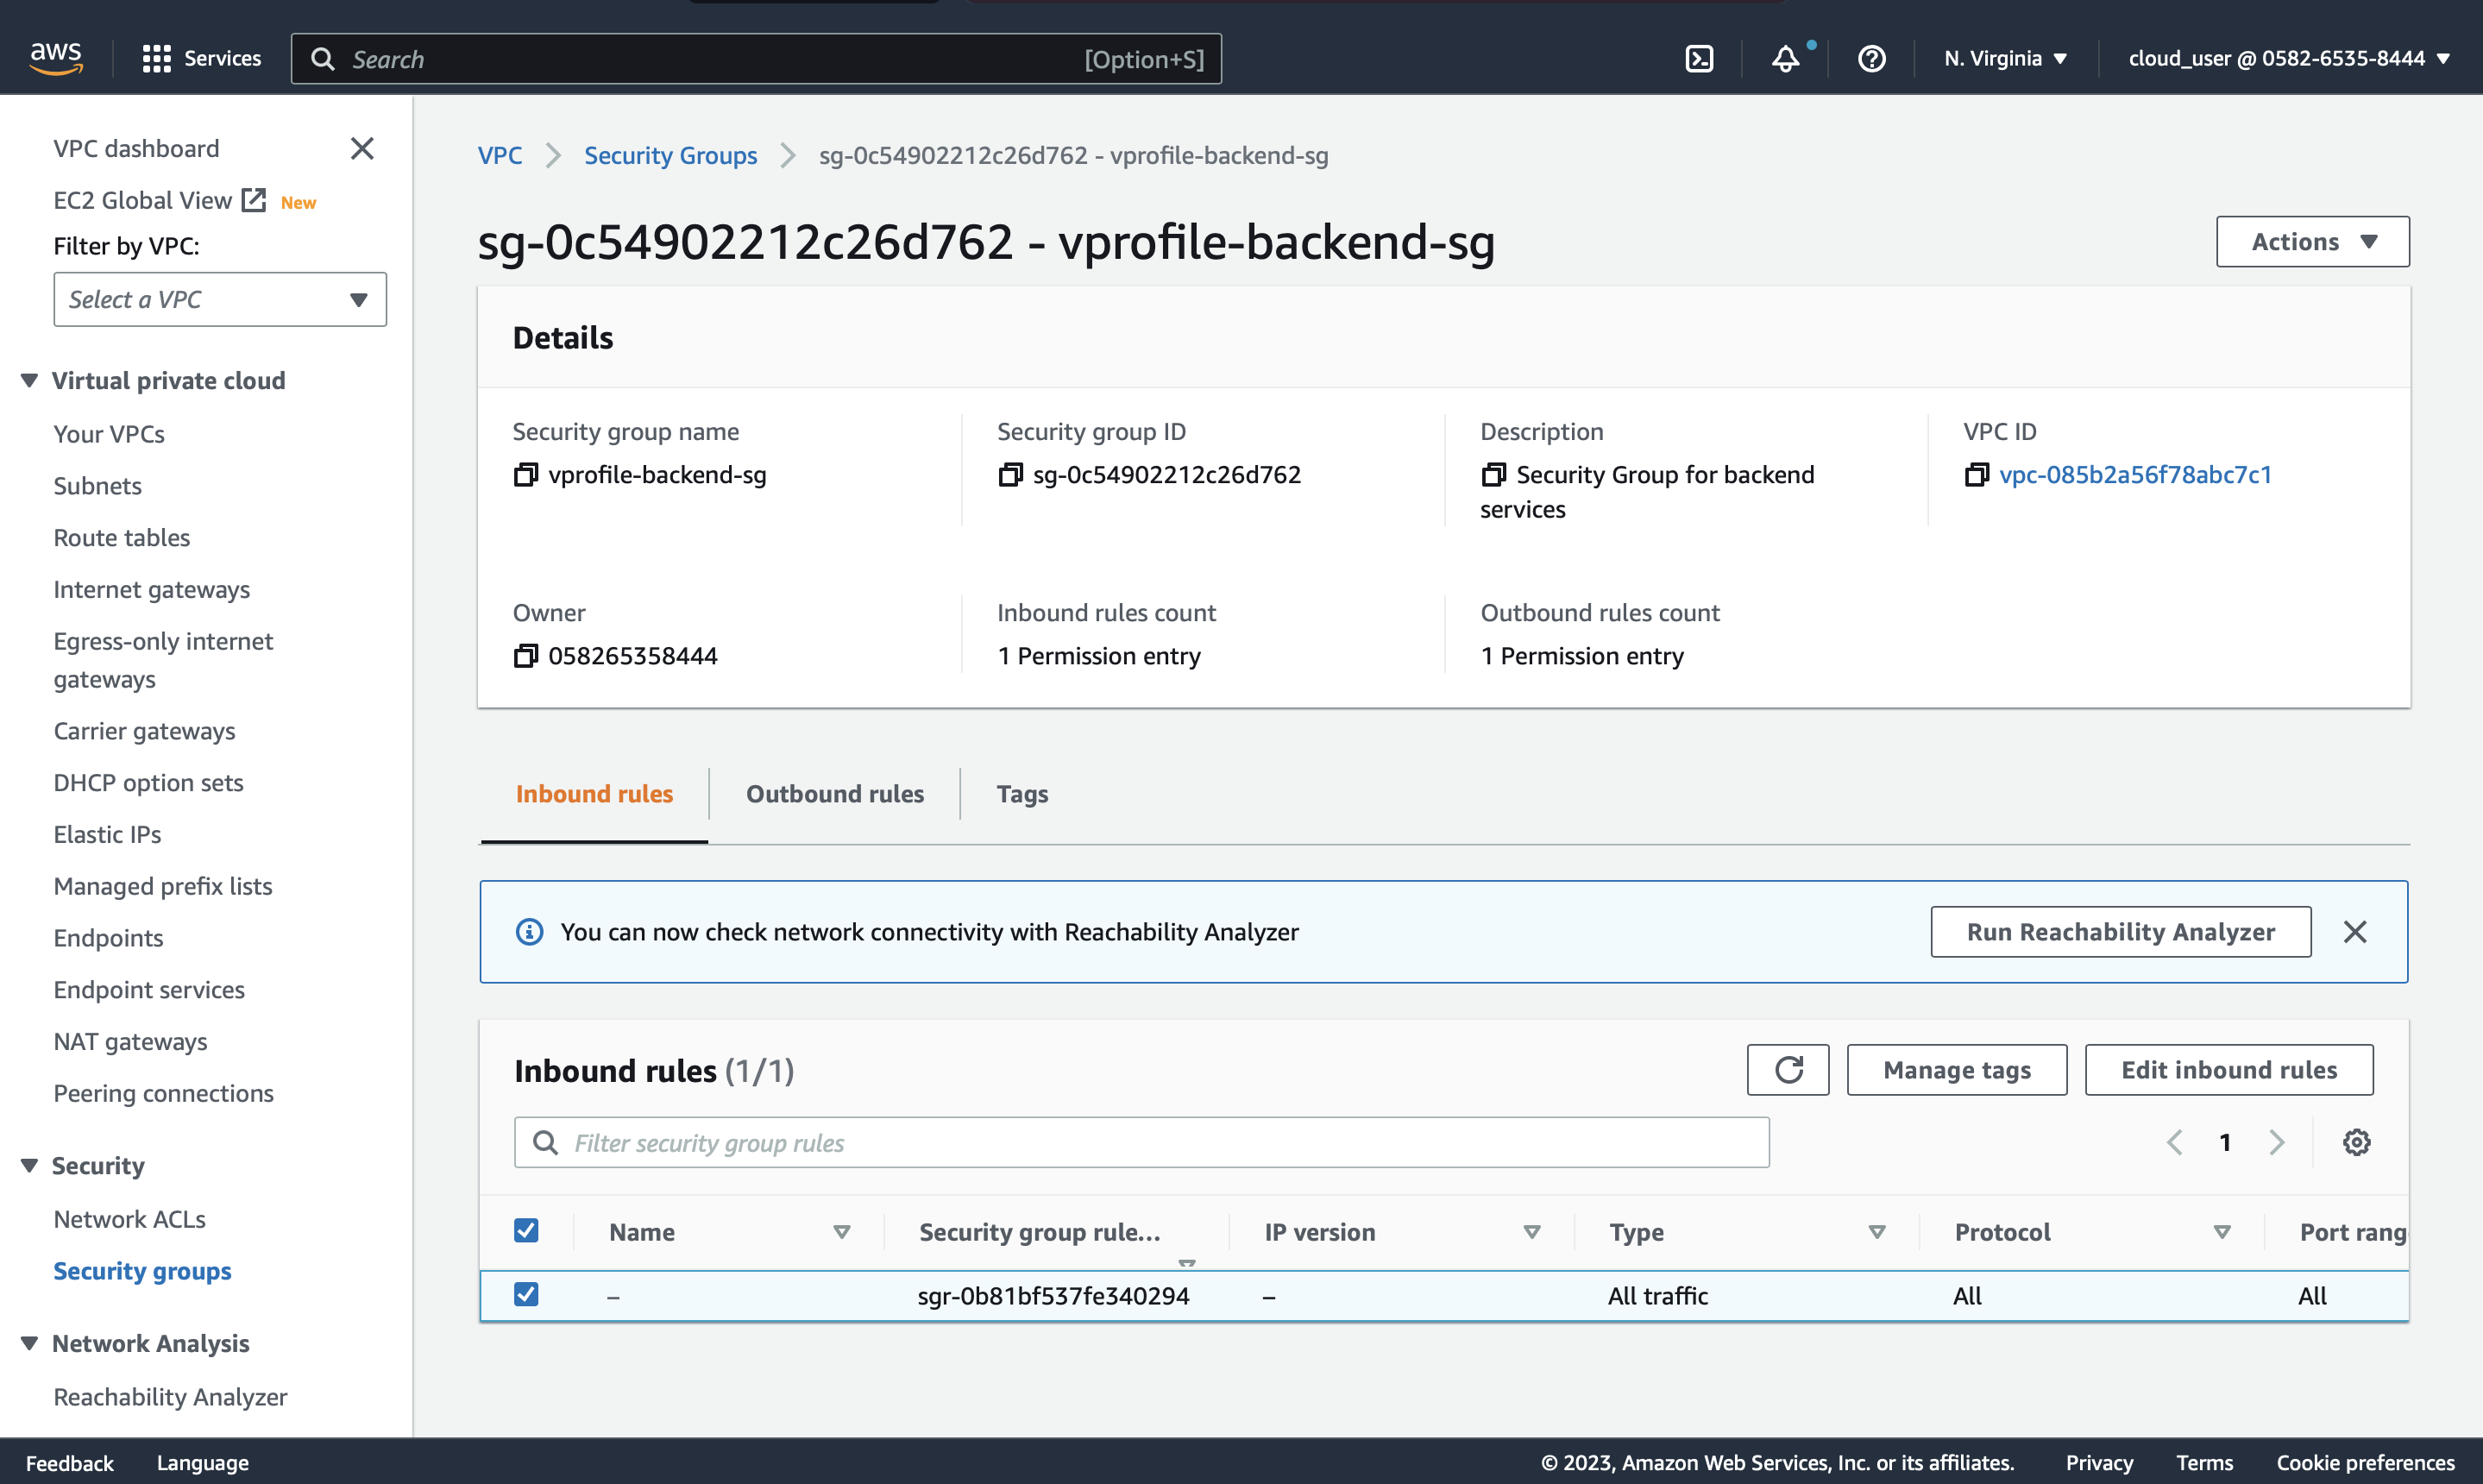 aws
Services
Search
[Option+S]
N. Virginia
cloud_user @ 0582-6535-8444
VPC dashboard
EC2 Global View New
Filter by VPC:
Select a VPC
Virtual private cloud
Your VPCs
Subnets
Route tables
Internet gateways
Egress-only internet
gateways
Carrier gateways
DHCP option sets
Elastic IPs
Managed prefix lists
Endpoints
Endpoint services
NAT gateways
Peering connections
Security
Network ACLs
Security groups
Network Analysis
Reachability Analyzer
VPC
Security Groups
sg-0c54902212c26d762 - vprofile-backend-sg
sg-0c54902212c26d762 - vprofile-backend-sg
Actions
Details
Security group name
vprofile-backend-sg
Security group ID
sg-0c54902212c26d762
Description
Security Group for backend
services
VPC ID
vpc-085b2a56f78abc7c1
Owner
058265358444
Inbound rules count
1 Permission entry
Outbound rules count
1 Permission entry
Inbound rules
Outbound rules
Tags
You can now check network connectivity with Reachability Analyzer
Run Reachability Analyzer
Inbound rules (1/1)
Manage tags
Edit inbound rules
Filter security group rules
1
Name
Security group rule...
IP version
Type
Protocol
Port rang
–
sgr-0b81bf537fe340294
–
All traffic
All
All
Feedback
Language
© 2023, Amazon Web Services, Inc. or its affiliates.
Privacy
Terms
Cookie preferences